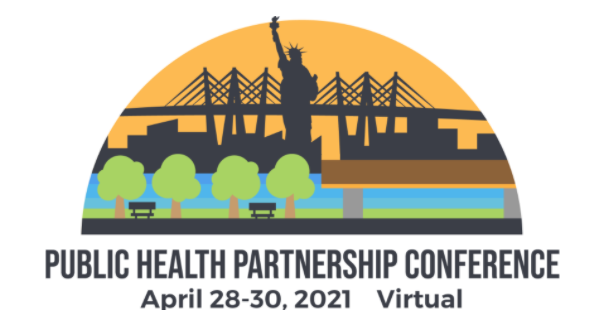 PUBLIC HEALTH PARTNERSHIP CONFERENCE
April 28-30, 2021 Virtual